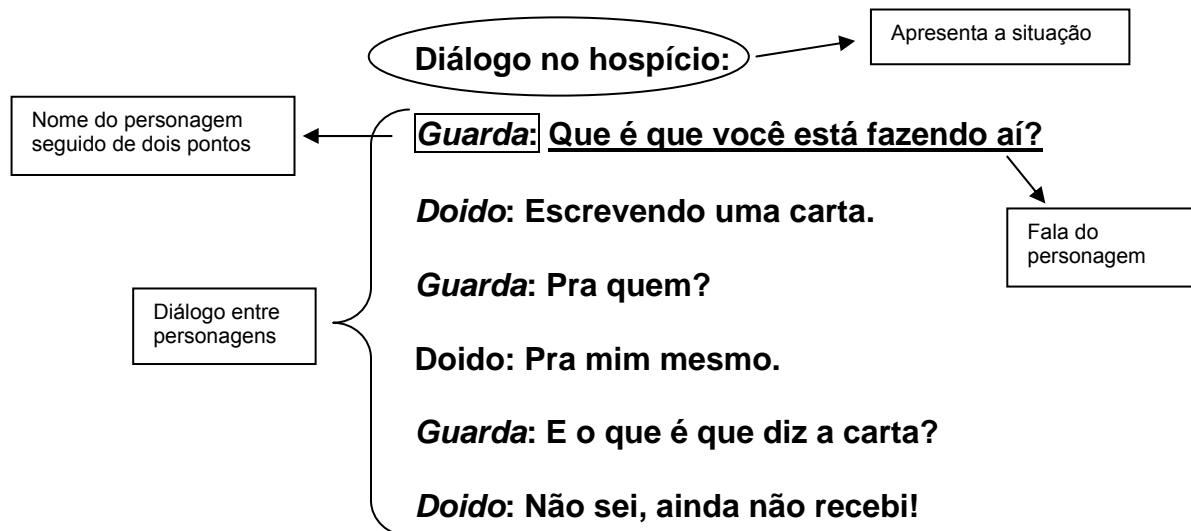 Apresenta a situação
Diálogo no hospício:
Nome do personagem
seguido de dois pontos
Guarda: Que é que você está fazendo aí?
Doido: Escrevendo uma carta.
Fala do
personagem
Guarda: Pra quem?
Diálogo entre
personagens
Doido: Pra mim mesmo.
Guarda: E o que é que diz a carta?
Doido: Não sei, ainda não recebi!